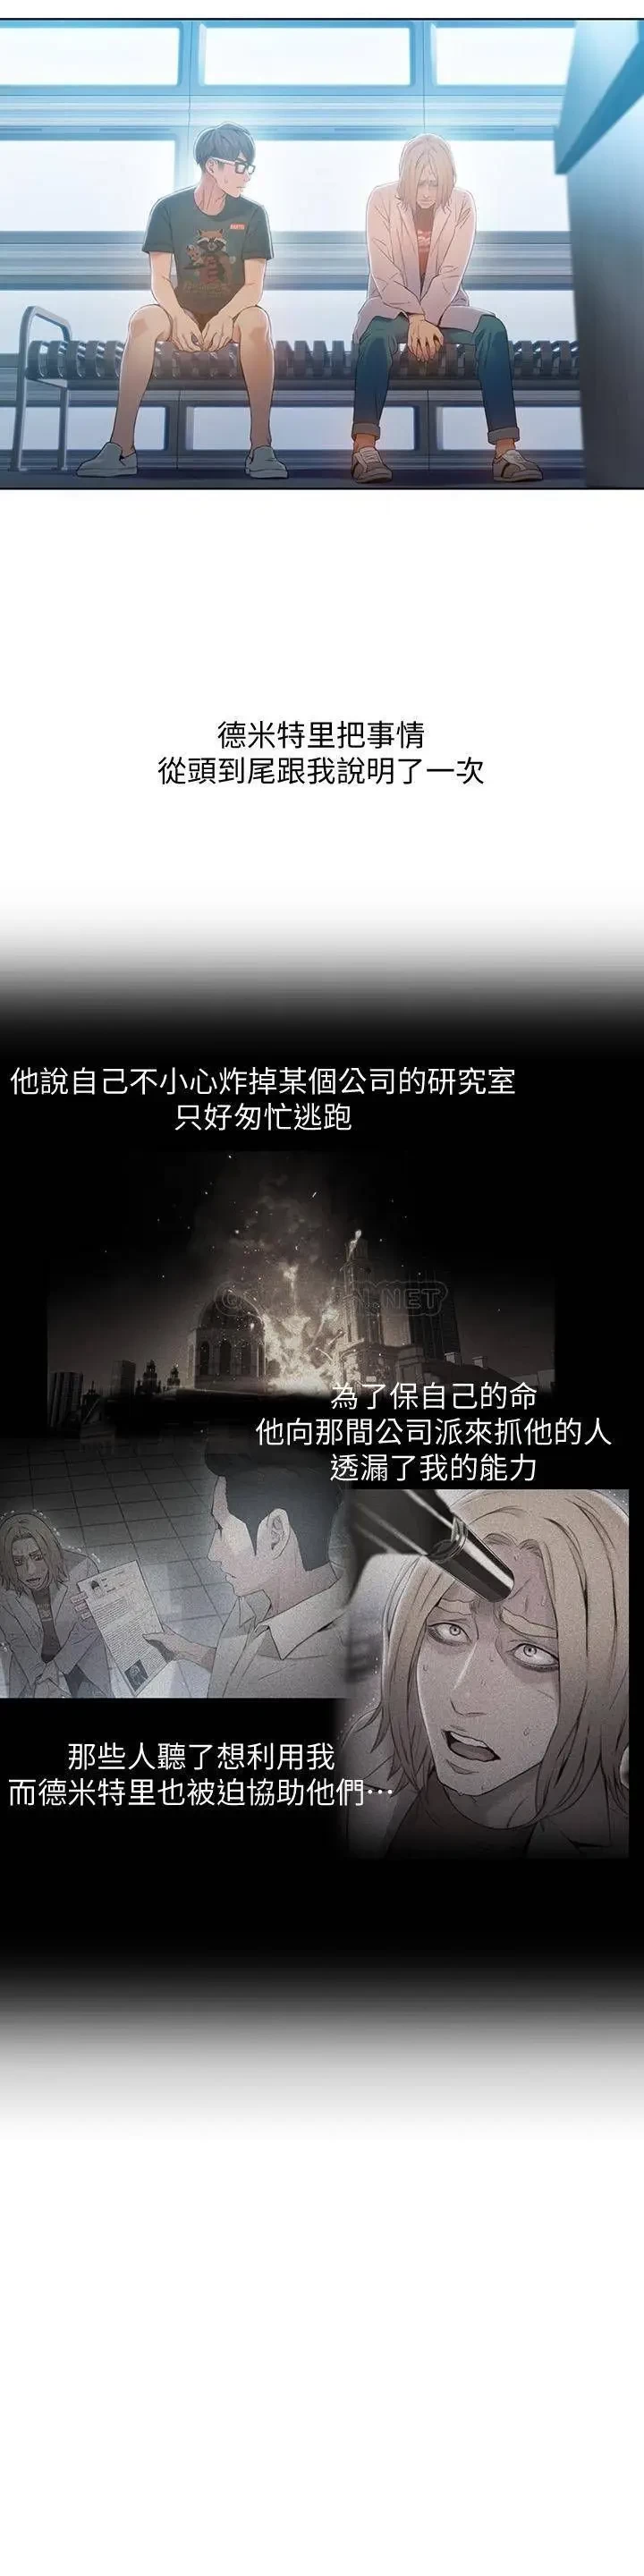 德米特里把事情
從頭到尾跟我說明了一次
他說自己不小心炸掉某個公司的研究室
只好匆忙逃跑
為了保自己的命
他向那間公司派來抓他的人
透漏了我的能力
那些人聽了想利用我
而德米特里也被迫協助他們⋯